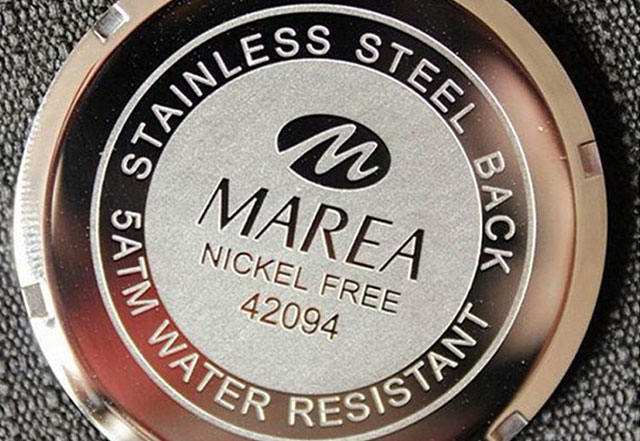 STAINLESS STEEL BACK
M
MAREA
NICKEL FREE
42094
5ATM WATER RESISTANT